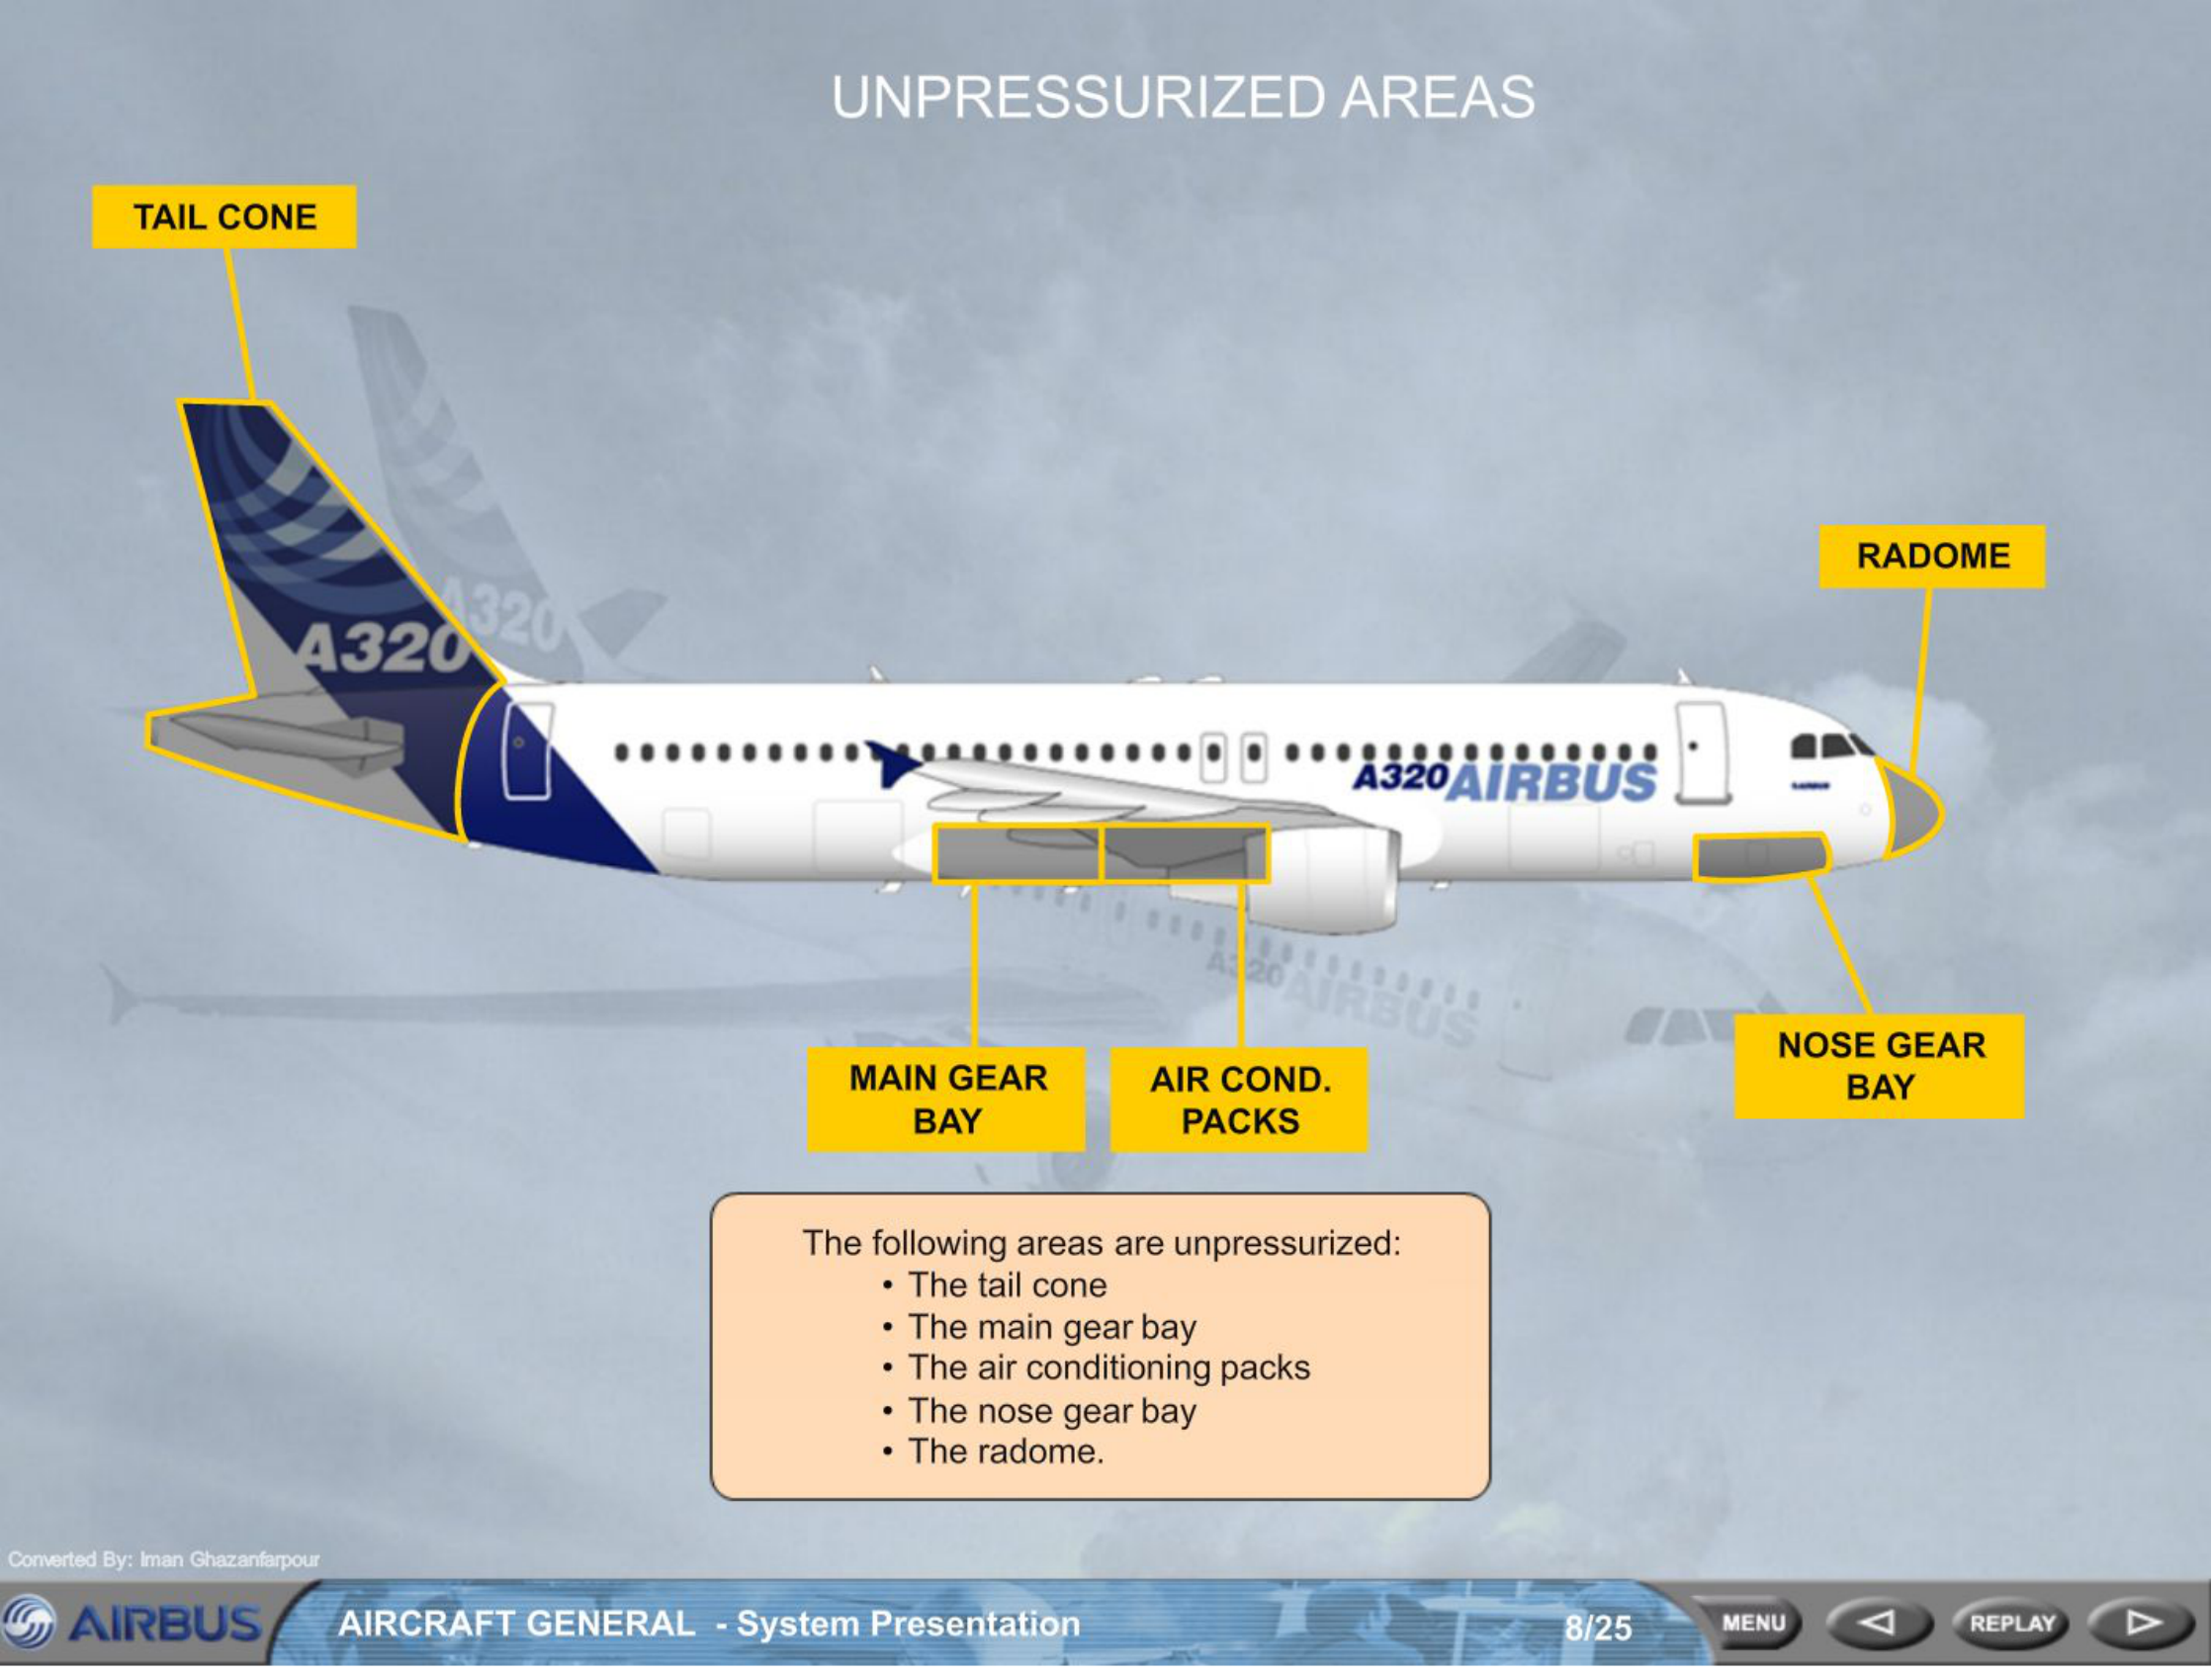 UNPRESSURIZED AREAS
TAIL CONE
RADOME
A320
A320
A320 AIRBUS
A320 AIRBUS
MAIN GEAR
BAY
AIR COND.
PACKS
NOSE GEAR
BAY
The following areas are unpressurized:
• The tail cone
• The main gear bay
• The air conditioning packs
• The nose gear bay
• The radome.
Converted By: Iman Ghazanfarpour
AIRBUS
AIRCRAFT GENERAL - System Presentation
8/25
MENU
REPLAY